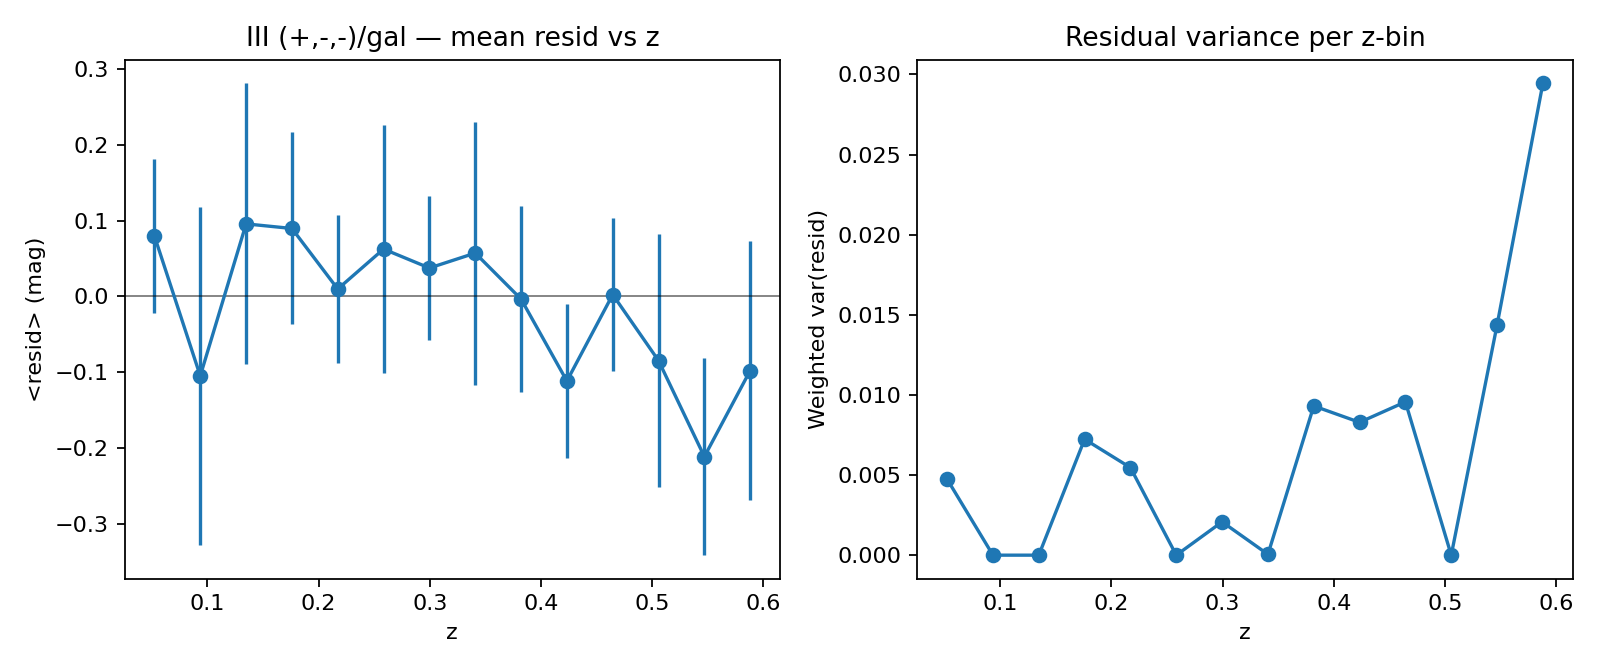 III (+,-,-)/gal — mean resid vs z
<resid> (mag)
0.3
0.2
0.1
0.0
−0.1
−0.2
−0.3
0.1 0.2 0.3 0.4 0.5 0.6
z
Residual variance per z-bin
Weighted var(resid)
0.030
0.025
0.020
0.015
0.010
0.005
0.000
0.1 0.2 0.3 0.4 0.5 0.6
z